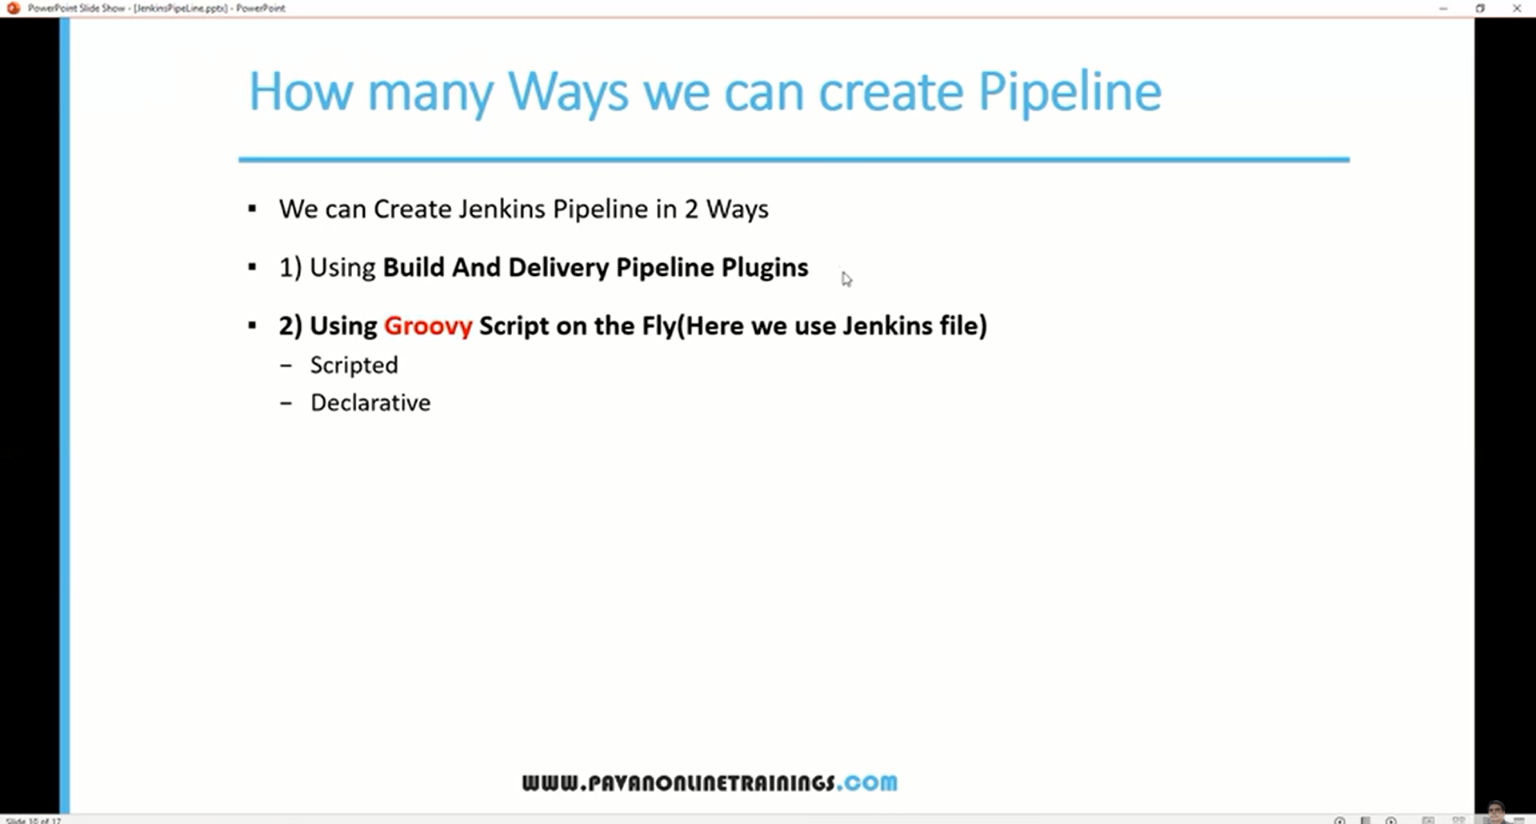 PowerPoint Slide Show - [JenkinsPipeLine.pptx] - PowerPoint
How many Ways we can create Pipeline
▪ We can Create Jenkins Pipeline in 2 Ways
▪ 1) Using Build And Delivery Pipeline Plugins
▪ 2) Using Groovy Script on the Fly(Here we use Jenkins file)
– Scripted
– Declarative
WWW.PAVANONLINETRAININGS.COM
Slide 10 of 17